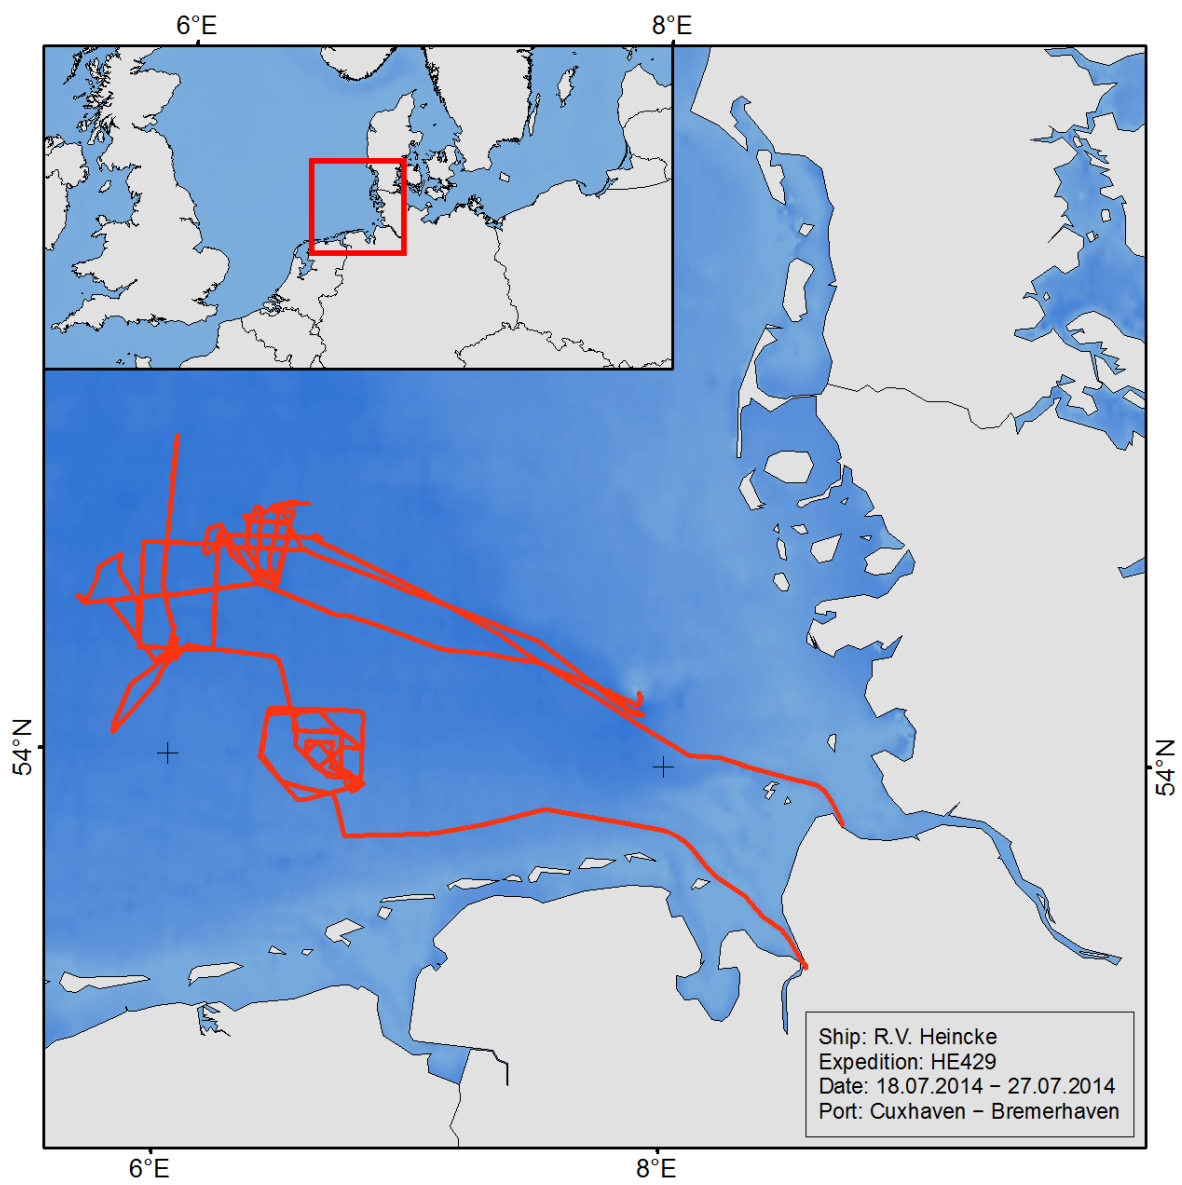 6°E
8°E
54°N
54°N
Ship: R.V. Heincke
Expedition: HE429
Date: 18.07.2014 – 27.07.2014
Port: Cuxhaven – Bremerhaven
6°E
8°E